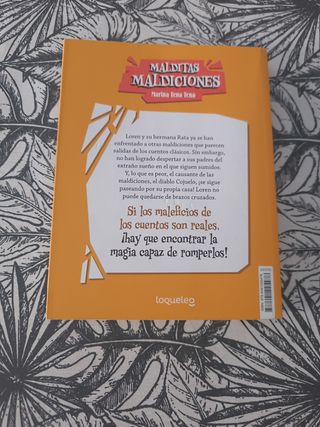 MALDITAS
MALDICIONES
Marina Tena Tena
Loren y su hermana Rata ya se han
enfrentado a otras maldiciones que parecen
salidas de los cuentos clásicos. Sin embargo,
no han logrado despertar a sus padres del
extraño sueño en el que siguen sumidos.
Y, lo que es peor, el causante de las
maldiciones, el diablo Cojuelo, ¡se sigue
paseando por su propia casa! Loren no
puede quedarse de brazos cruzados.
Si los maleficios de
los cuentos son reales,
¡hay que encontrar la
magia capaz de romperlos!
loqueleo